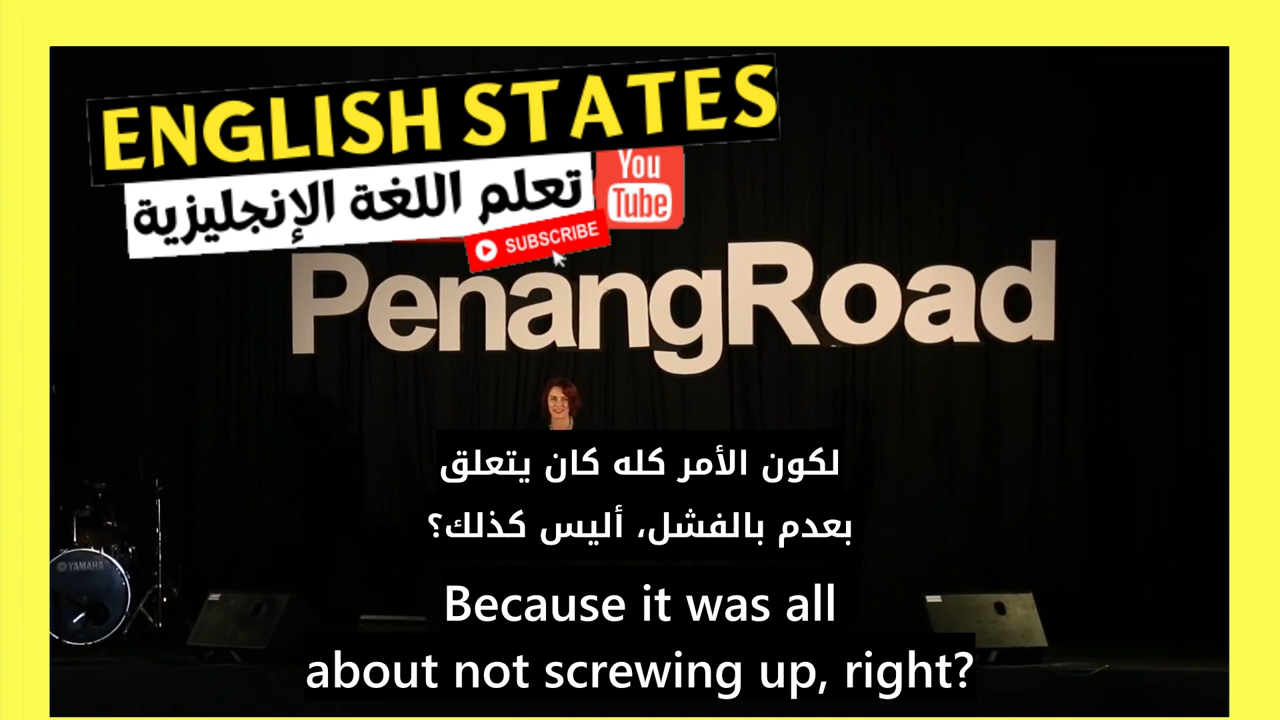 ENGLISH STATES
تعلم اللغة الإنجليزية
You
Tube
SUBSCRIBE
PenangRoad
لكون الأمر كله كان يتعلق
بعدم بالفشل، أليس كذلك؟
YAMAHA
Because it was all
about not screwing up, right?